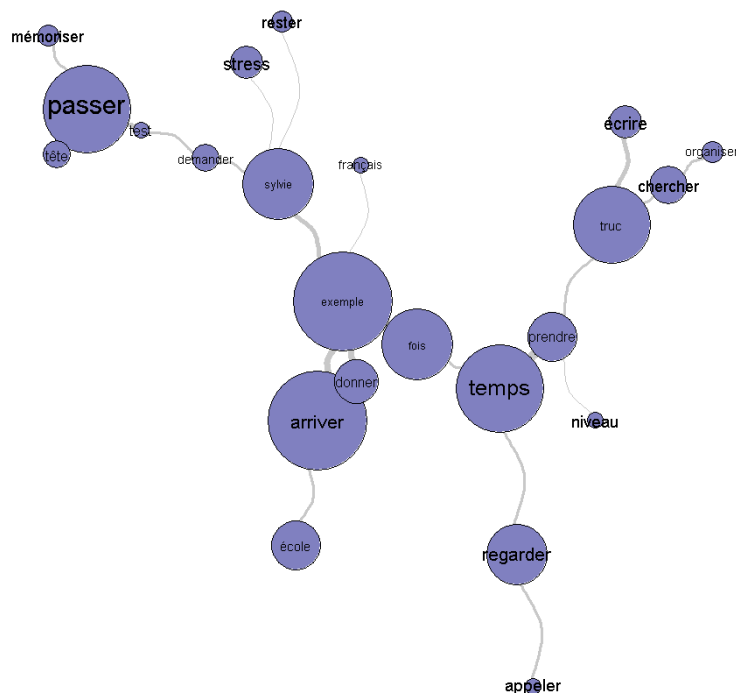 rester
mémoriser
stress
passer
écrire
test
organiser
tête
demander
français
sylvie
chercher
truc
exemple
prendre
fois
donner
temps
arriver
niveau
école
regarder
appeler